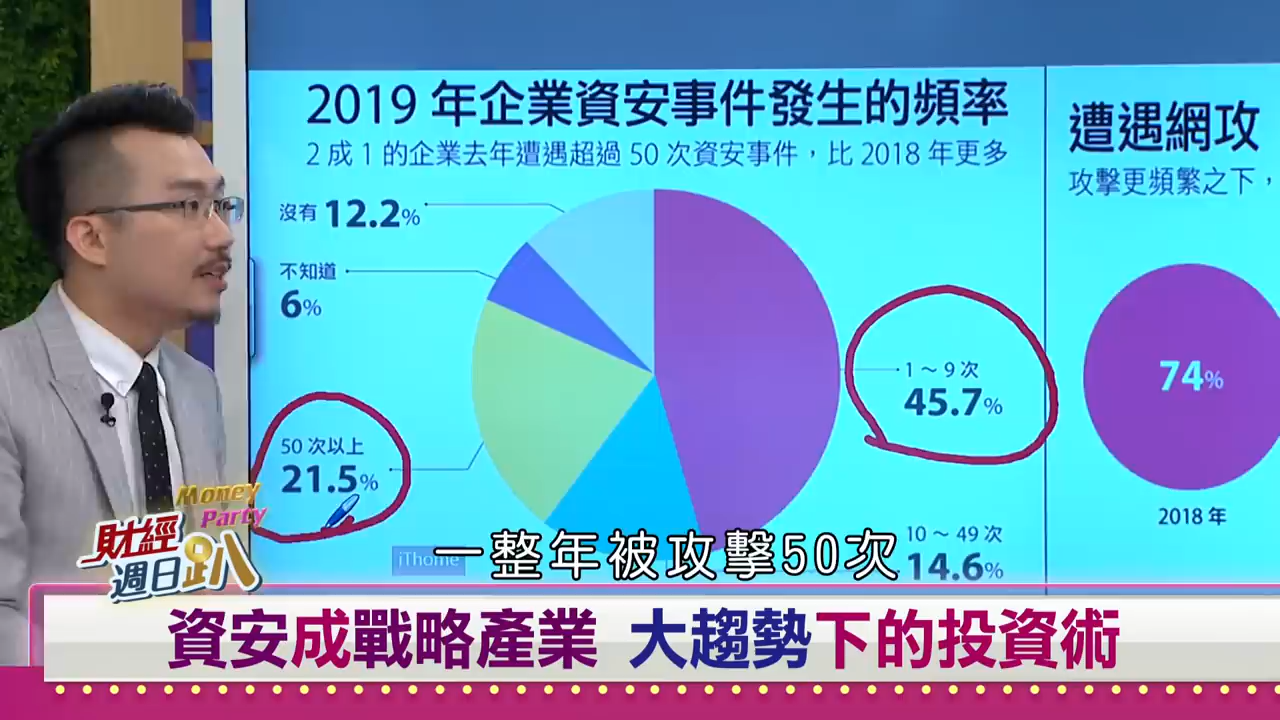 2019 年企業資安事件發生的頻率
2 成 1 的企業去年遭遇超過 50 次資安事件，比 2018 年更多
沒有 12.2%
不知道
6%
50 次以上
21.5%
1～9 次
45.7%
10～49 次
14.6%
iThome
遭遇網攻
攻擊更頻繁之下，
74%
2018 年
一整年被攻擊50次
Money
Party
財經
週日趴
資安成戰略產業 大趨勢下的投資術